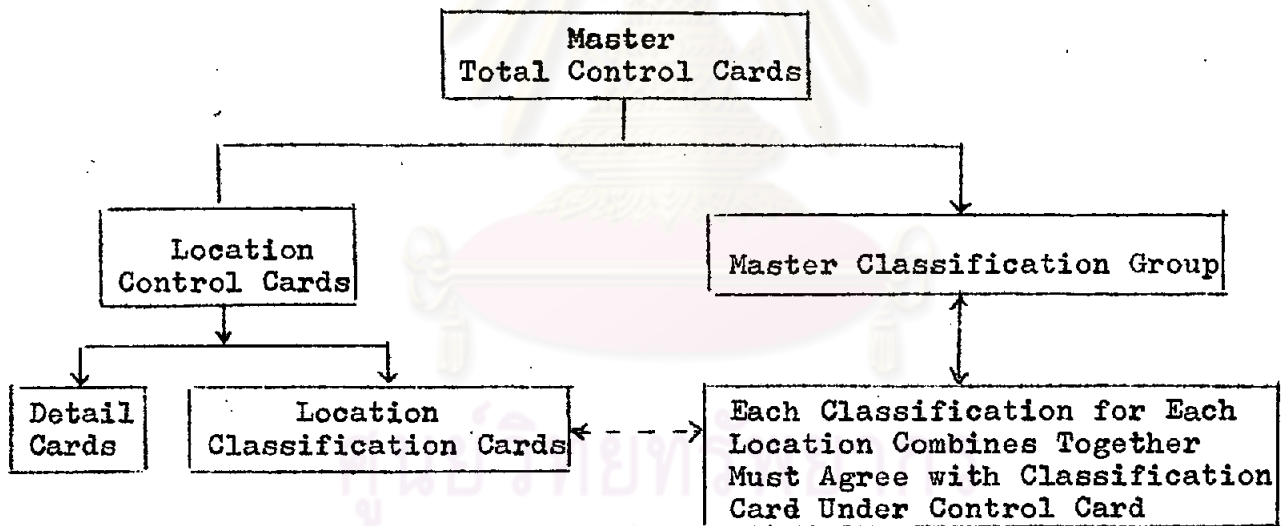 Master
Total Control Cards
Location
Control Cards
Master Classification Group
Detail
Cards
Location
Classification Cards
Each Classification for Each
Location Combines Together
Must Agree with Classification
Card Under Control Card